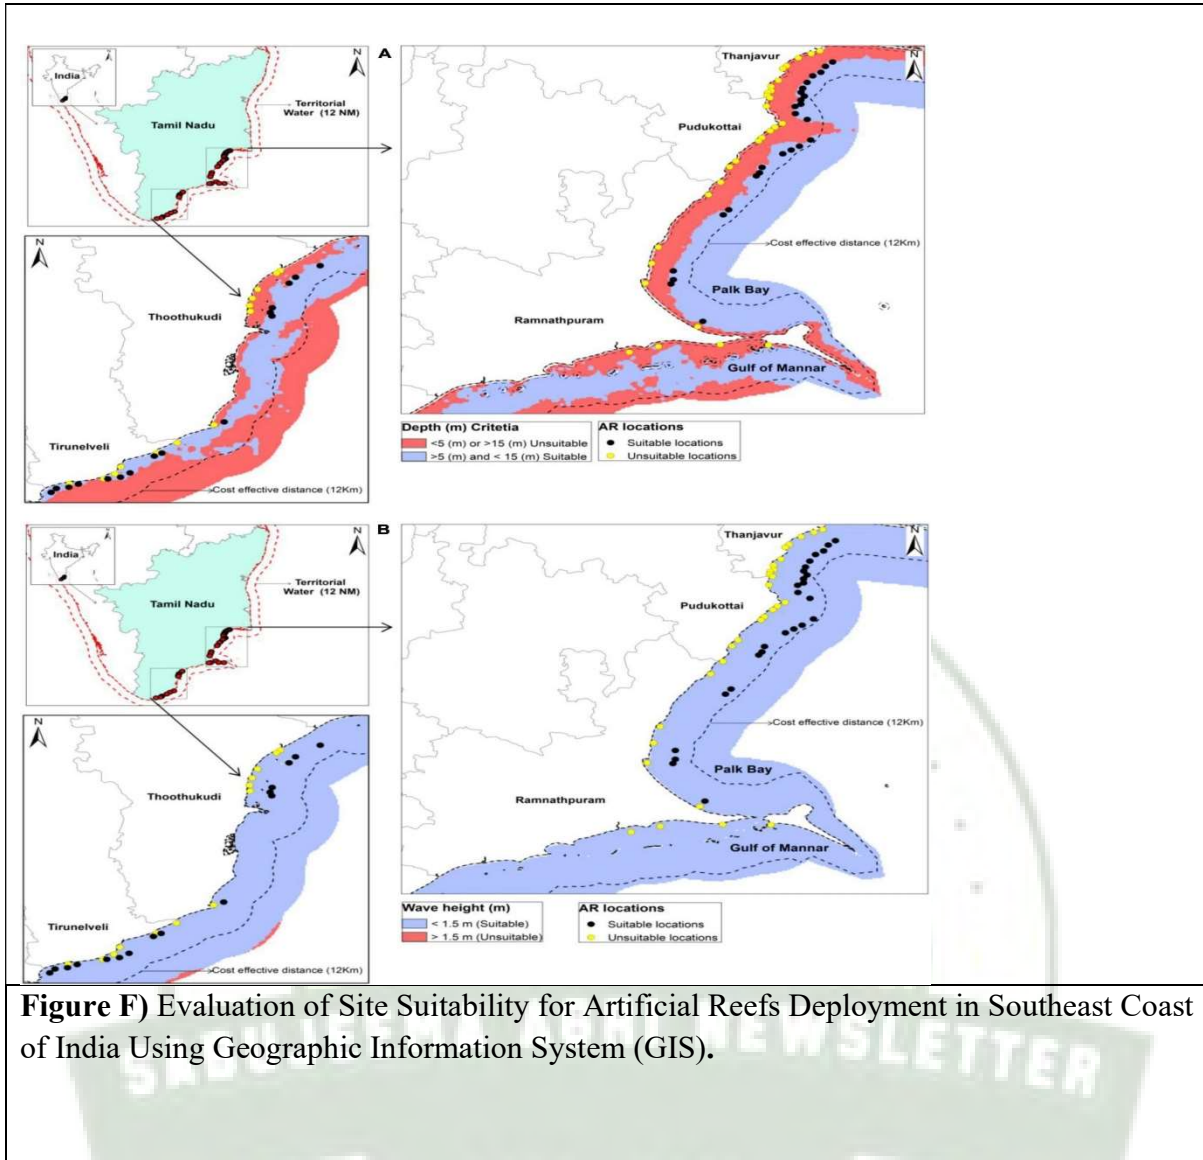 N
India
N
Territorial
Water (12 NM)
Tamil Nadu
A
Thanjavur
N
Pudukottai
Cost effective distance (12Km)
Palk Bay
Ramnathpuram
Gulf of Mannar
N
Thoothukudi
Tirunelveli
Cost effective distance (12Km)
Depth (m) Critetia
<5 (m) or >15 (m) Unsuitable
>5 (m) and < 15 (m) Suitable
AR locations
Suitable locations
Unsuitable locations
N
India
N
Territorial
Water (12 NM)
Tamil Nadu
B
Thanjavur
N
Pudukottai
Cost effective distance (12Km)
Palk Bay
Ramnathpuram
Gulf of Mannar
N
Thoothukudi
Tirunelveli
Cost effective distance (12Km)
Wave height (m)
< 1.5 m (Suitable)
> 1.5 m (Unsuitable)
AR locations
Suitable locations
Unsuitable locations
Figure F) Evaluation of Site Suitability for Artificial Reefs Deployment in Southeast Coast
of India Using Geographic Information System (GIS).
NEWSLETTER